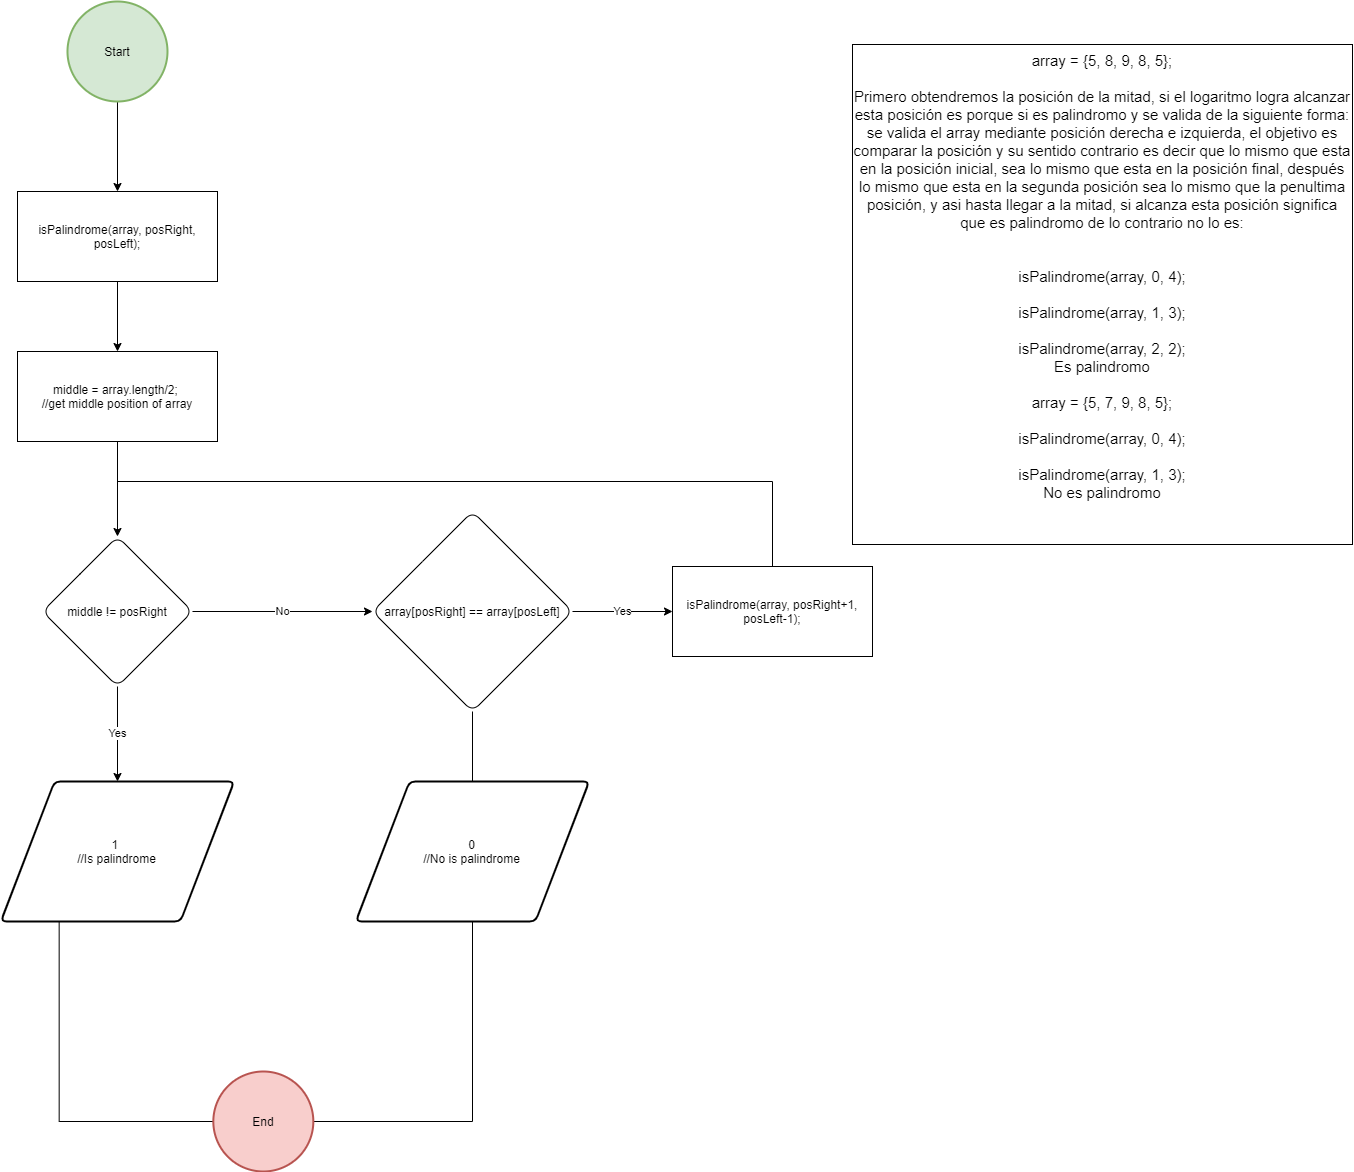 Start
isPalindrome(array, posRight,
posLeft);
middle = array.length/2;
//get middle position of array
middle != posRight
No
array[posRight] == array[posLeft]
Yes
isPalindrome(array, posRight+1,
posLeft-1);
Yes
1
//Is palindrome
0
//No is palindrome
End
array = {5, 8, 9, 8, 5};
Primero obtendremos la posición de la mitad, si el logaritmo logra alcanzar
esta posición es porque si es palindromo y se valida de la siguiente forma:
se valida el array mediante posición derecha e izquierda, el objetivo es
comparar la posición y su sentido contrario es decir que lo mismo que esta
en la posición inicial, sea lo mismo que esta en la posición final, después
lo mismo que esta en la segunda posición sea lo mismo que la penultima
posición, y asi hasta llegar a la mitad, si alcanza esta posición significa
que es palindromo de lo contrario no lo es:
isPalindrome(array, 0, 4);
isPalindrome(array, 1, 3);
isPalindrome(array, 2, 2);
Es palindromo
array = {5, 7, 9, 8, 5};
isPalindrome(array, 0, 4);
isPalindrome(array, 1, 3);
No es palindromo